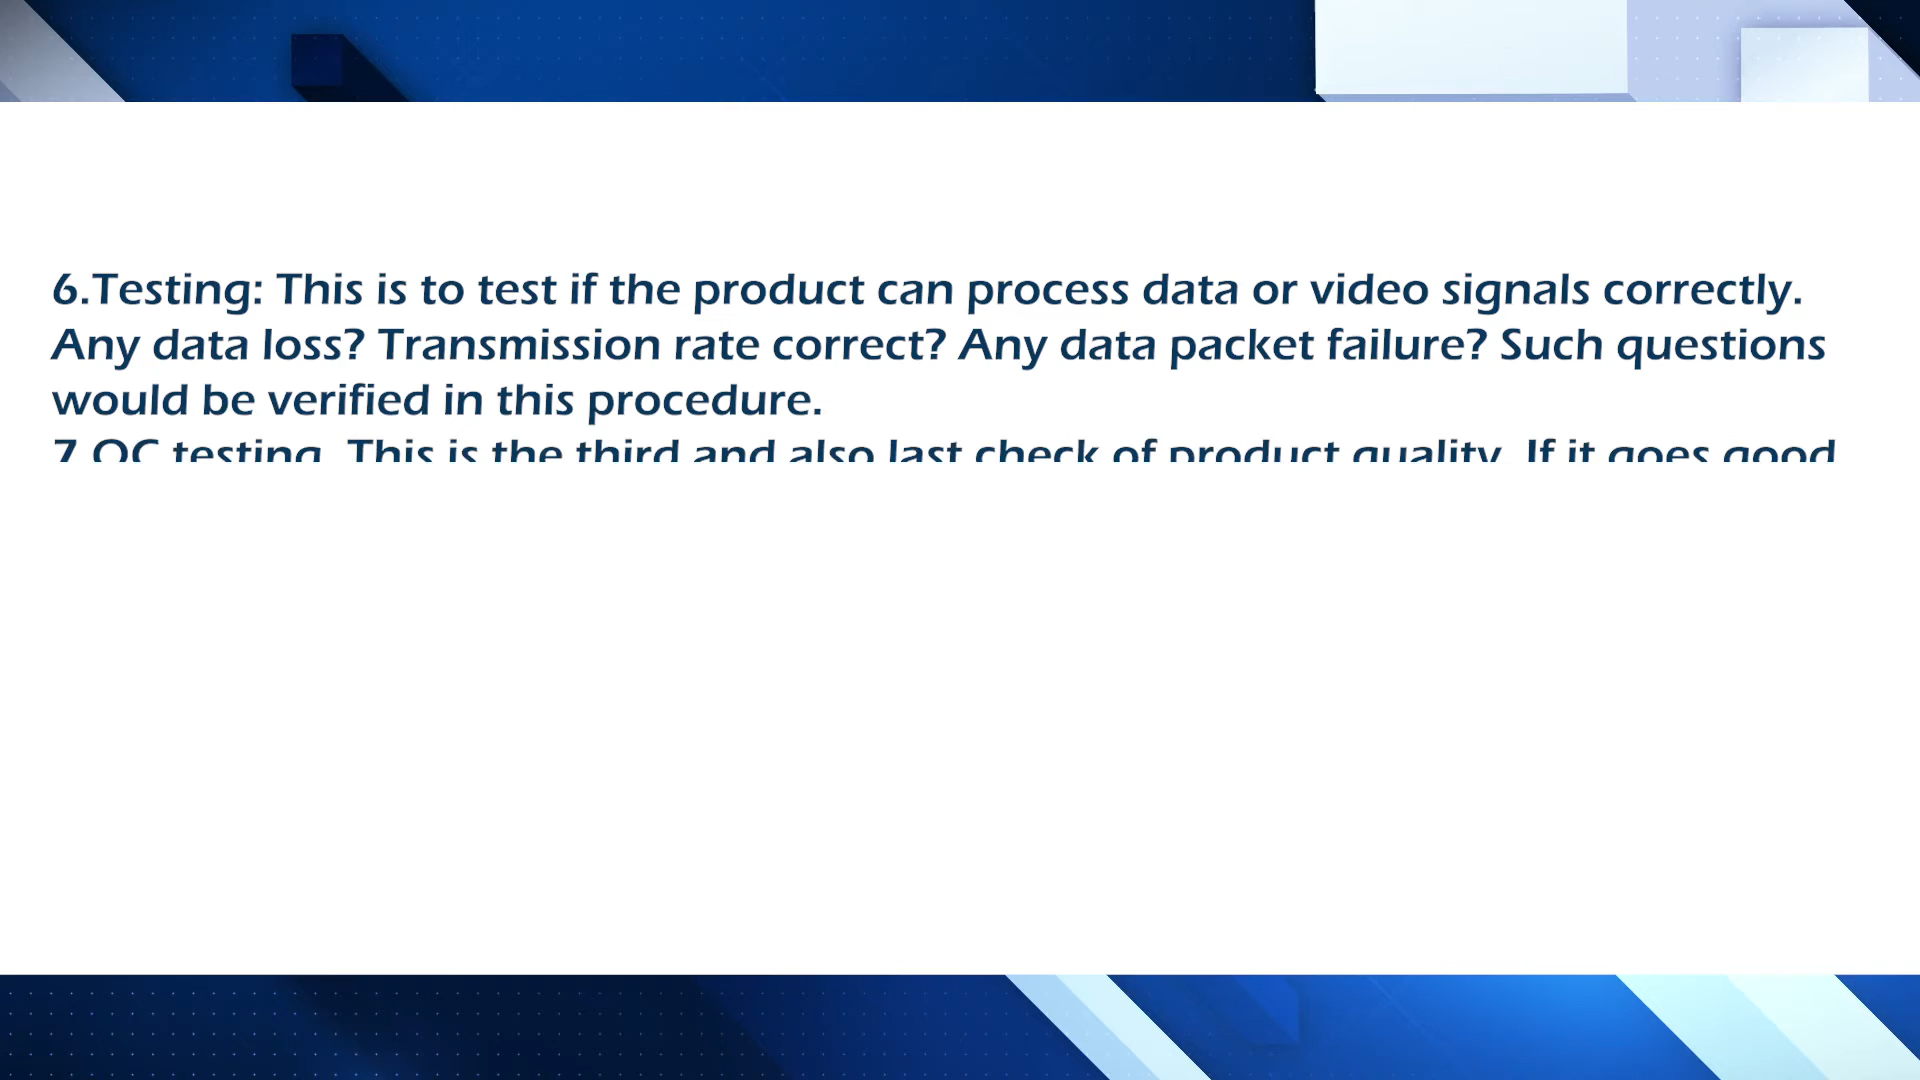 6.Testing: This is to test if the product can process data or video signals correctly.
Any data loss? Transmission rate correct? Any data packet failure? Such questions
would be verified in this procedure.
7.QC testing. This is the third and also last check of product quality. If it goes good